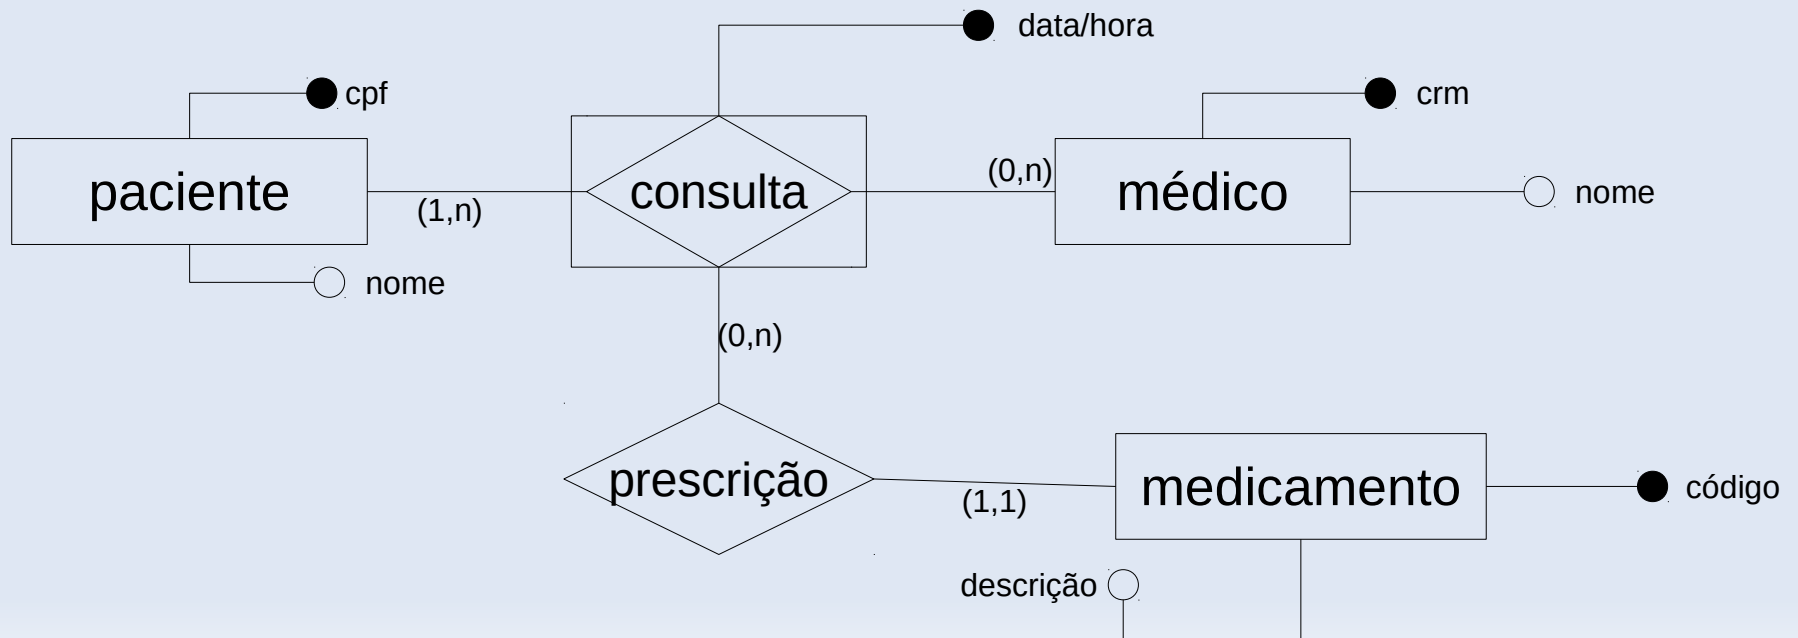 data/hora
cpf
crm
paciente
(1,n)
consulta
(0,n)
médico
nome
nome
(0,n)
prescrição
(1,1)
medicamento
código
descrição